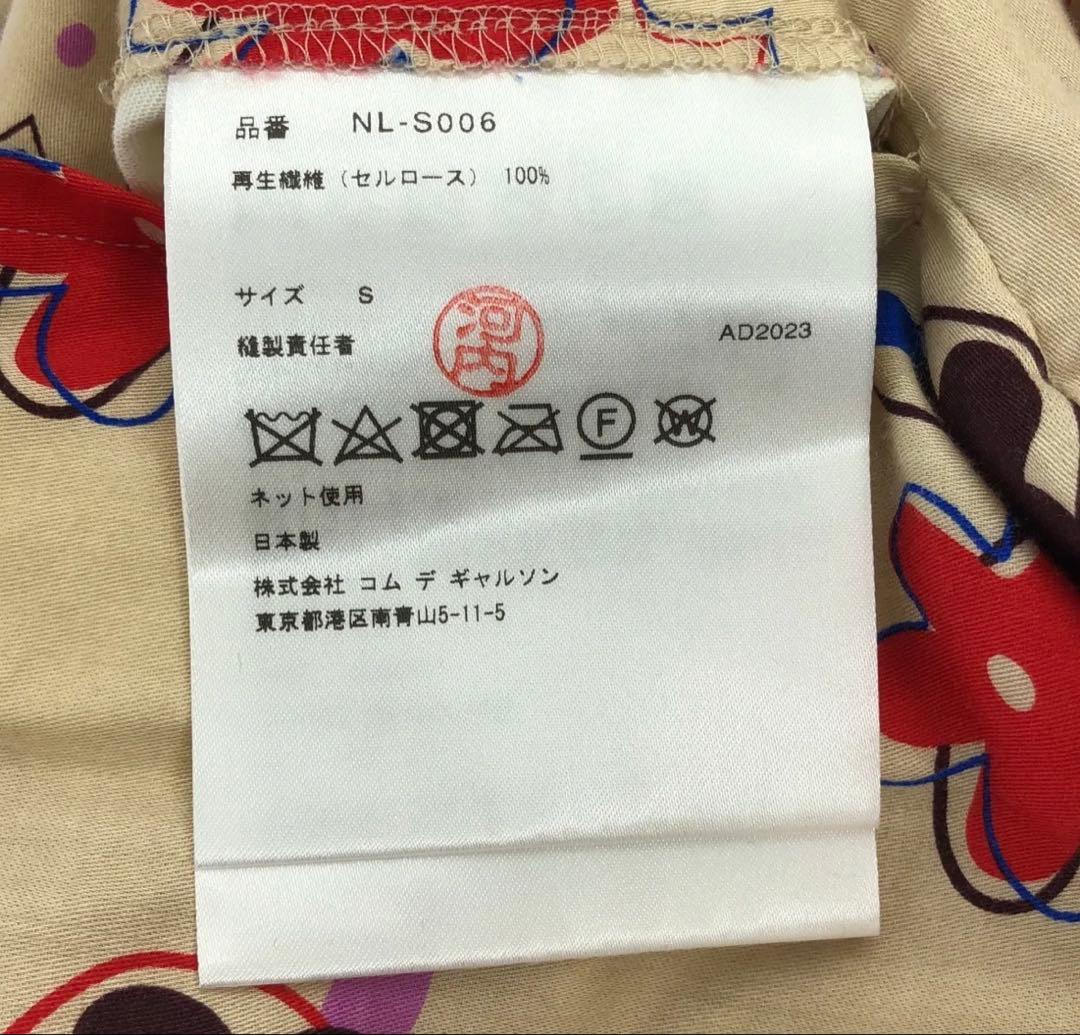 品番 NL-S006
再生繊維（セルロース） 100%
サイズ S
縫製責任者 河内 AD2023
F W
ネット使用
日本製
株式会社 コム デ ギャルソン
東京都港区南青山5-11-5